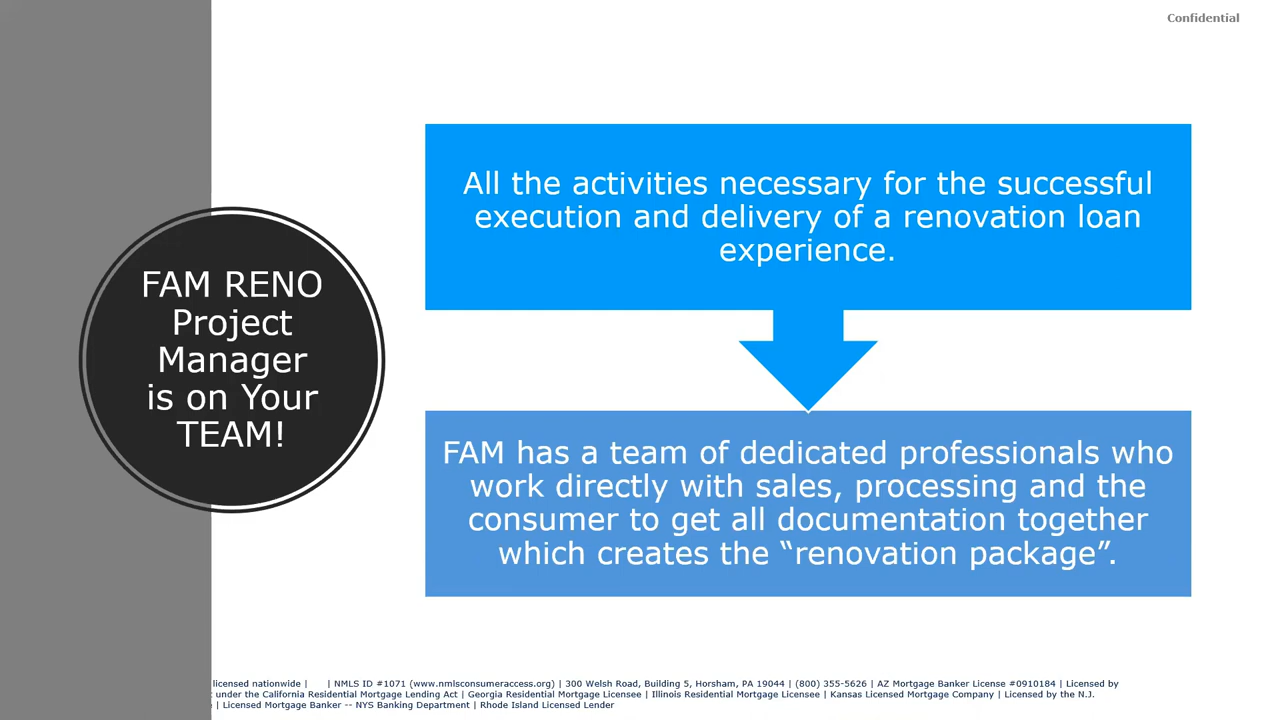 Confidential
FAM RENO
Project
Manager
is on Your
TEAM!
All the activities necessary for the successful
execution and delivery of a renovation loan
experience.
FAM has a team of dedicated professionals who
work directly with sales, processing and the
consumer to get all documentation together
which creates the “renovation package”.
licensed nationwide | | NMLS ID #1071 (www.nmlsconsumeraccess.org) | 300 Welsh Road, Building 5, Horsham, PA 19044 | (800) 355-5626 | AZ Mortgage Banker License #0910184 | Licensed by
under the California Residential Mortgage Lending Act | Georgia Residential Mortgage Licensee | Illinois Residential Mortgage Licensee | Kansas Licensed Mortgage Company | Licensed by the N.J.
| Licensed Mortgage Banker -- NYS Banking Department | Rhode Island Licensed Lender